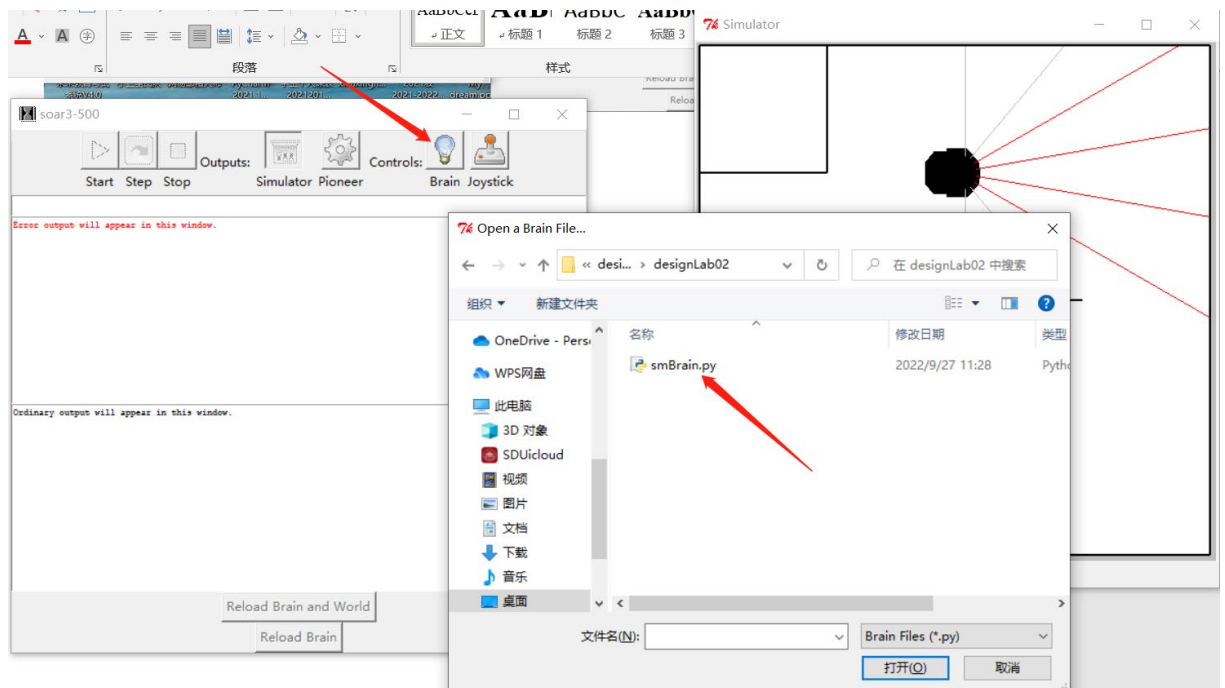 AaBbC AaBb
A A 字
正文 标题 1 标题 2 标题 3
段落 样式
Simulator
soar3-500
Outputs: Controls:
Start Step Stop Simulator Pioneer Brain Joystick
Error output will appear in this window.
Ordinary output will appear in this window.
Reload Brain and World
Reload Brain
Open a Brain File...
« desi... › designLab02
在 designLab02 中搜索
组织 新建文件夹
名称 修改日期 类型
OneDrive - Pers
WPS网盘
此电脑
3D 对象
SDUicloud
视频
图片
文档
下载
音乐
桌面
smBrain.py 2022/9/27 11:28 Pytho
文件名(N): Brain Files (*.py)
打开(O) 取消